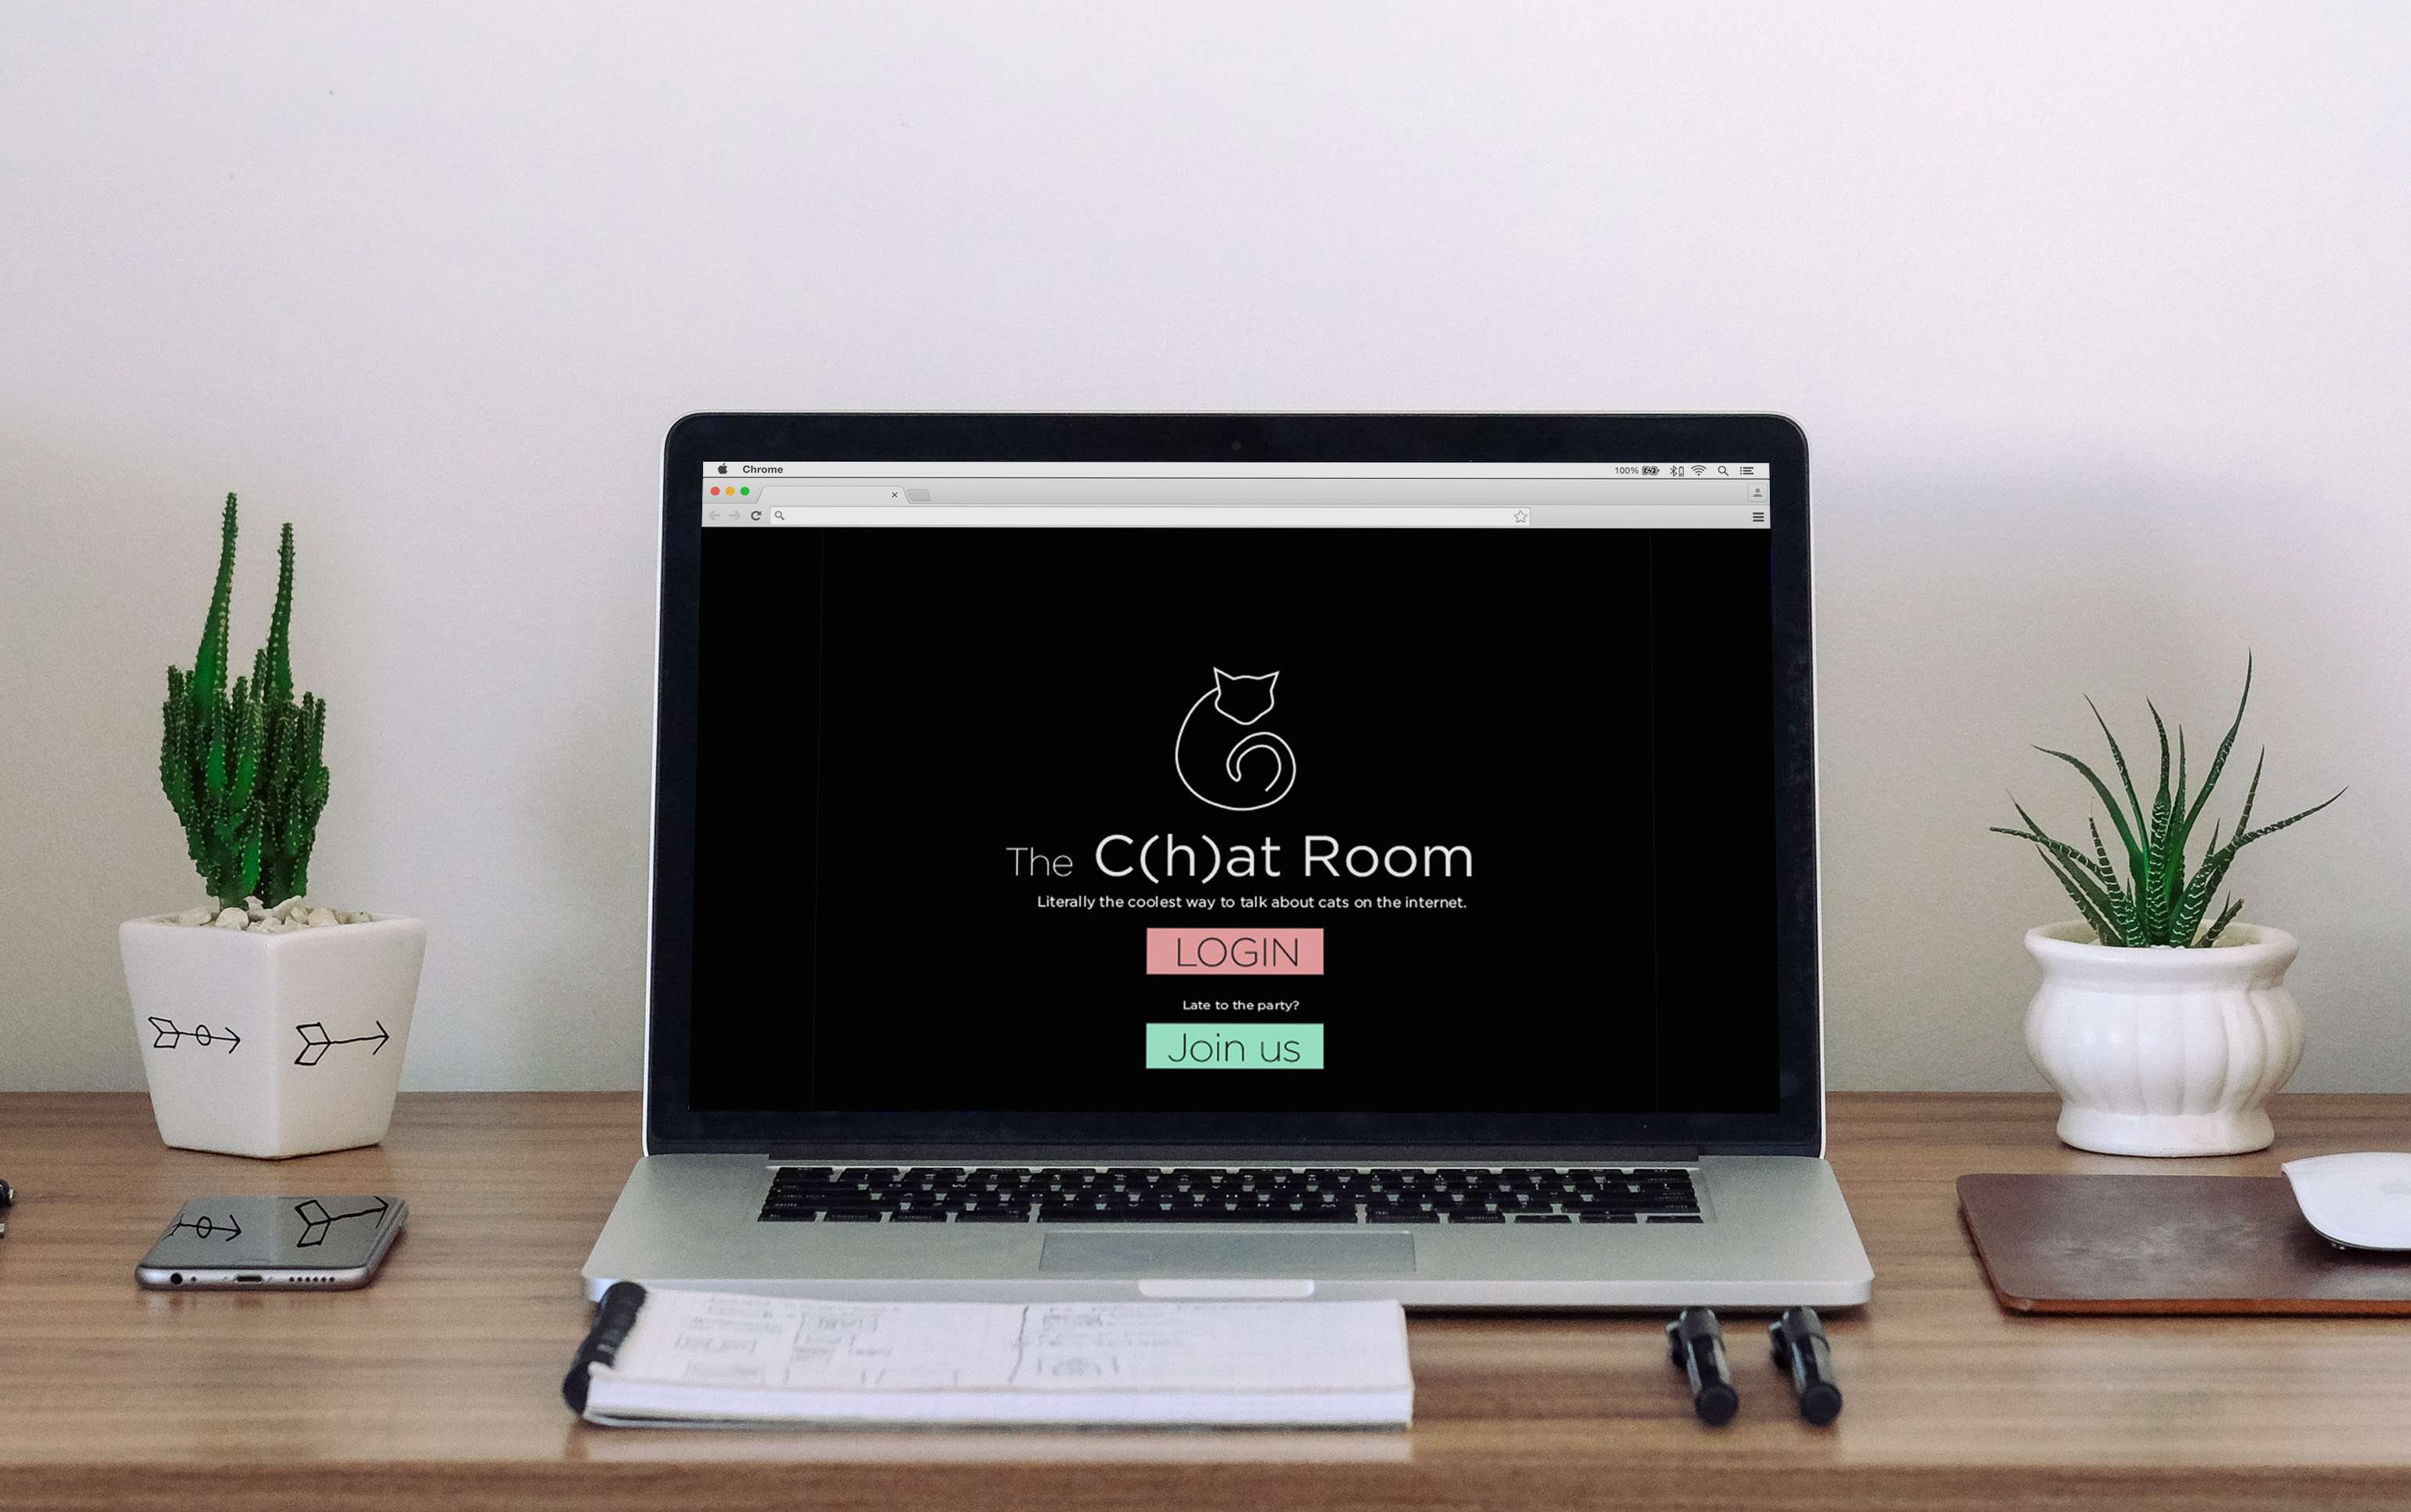 Chrome
100%
The C(h)at Room
Literally the coolest way to talk about cats on the internet.
LOGIN
Late to the party?
Join us